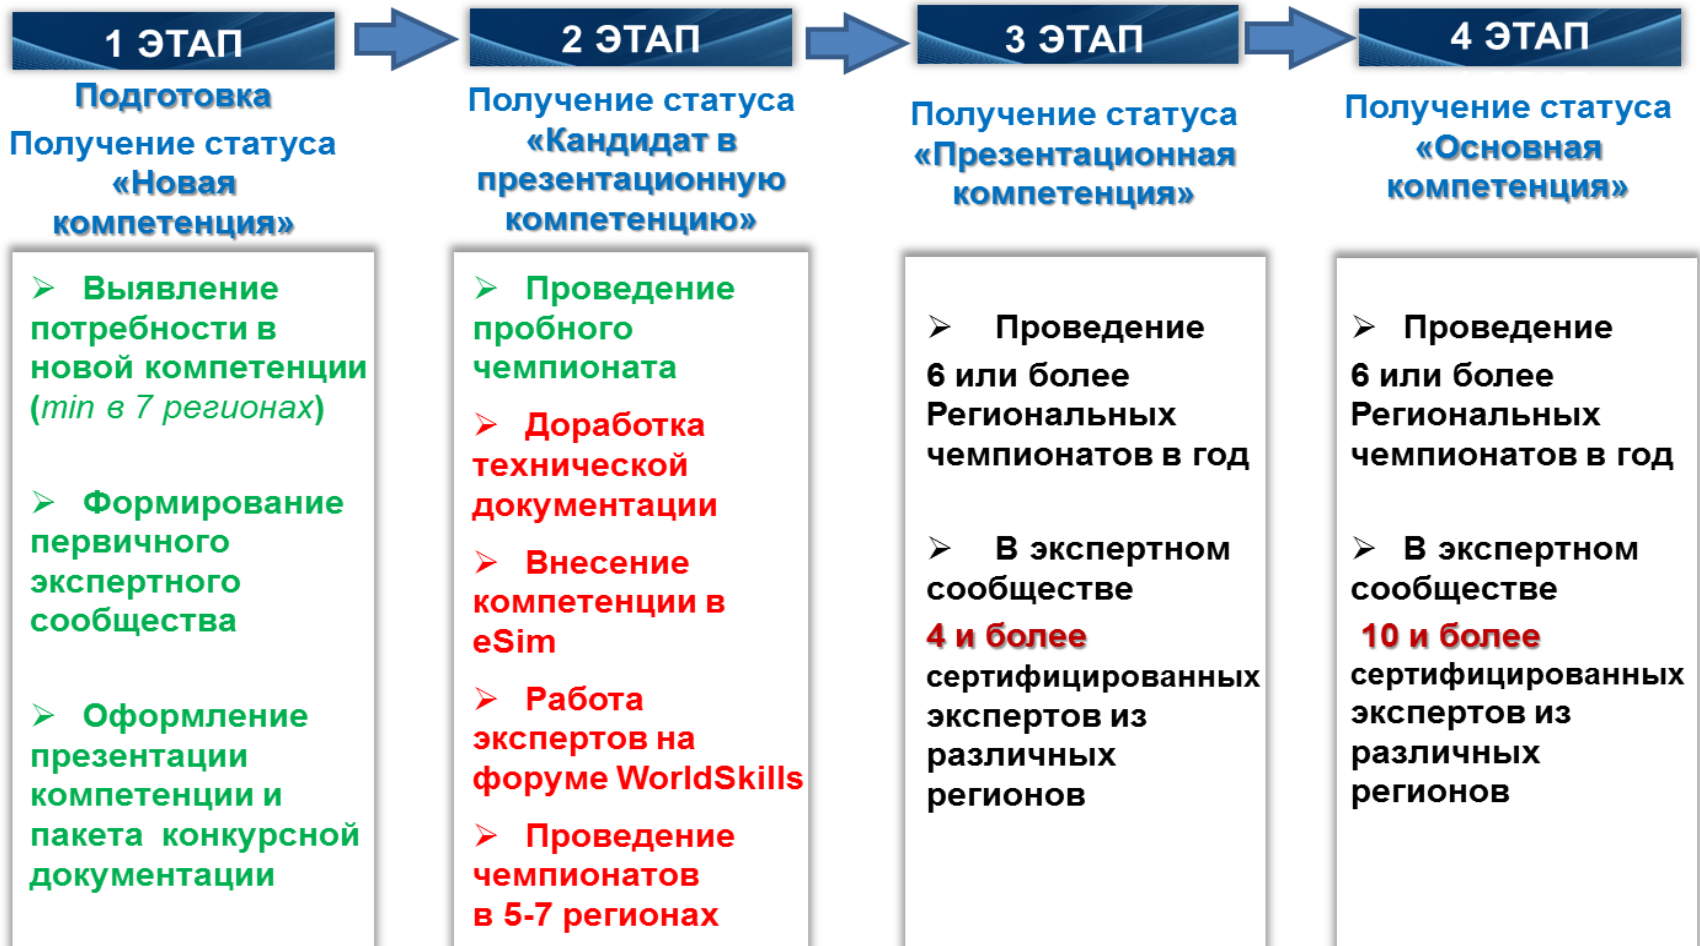 1 ЭТАП
Подготовка
Получение статуса
«Новая
компетенция»
➢ Выявление
потребности в
новой компетенции
(min в 7 регионах)
➢ Формирование
первичного
экспертного
сообщества
➢ Оформление
презентации
компетенции и
пакета конкурсной
документации
2 ЭТАП
Получение статуса
«Кандидат в
презентационную
компетенцию»
➢ Проведение
пробного
чемпионата
➢ Доработка
технической
документации
➢ Внесение
компетенции в
eSim
➢ Работа
экспертов на
форуме WorldSkills
➢ Проведение
чемпионатов
в 5-7 регионах
3 ЭТАП
Получение статуса
«Презентационная
компетенция»
➢ Проведение
6 или более
Региональных
чемпионатов в год
➢ В экспертном
сообществе
4 и более
сертифицированных
экспертов из
различных
регионов
4 ЭТАП
Получение статуса
«Основная
компетенция»
➢ Проведение
6 или более
Региональных
чемпионатов в год
➢ В экспертном
сообществе
10 и более
сертифицированных
экспертов из
различных
регионов